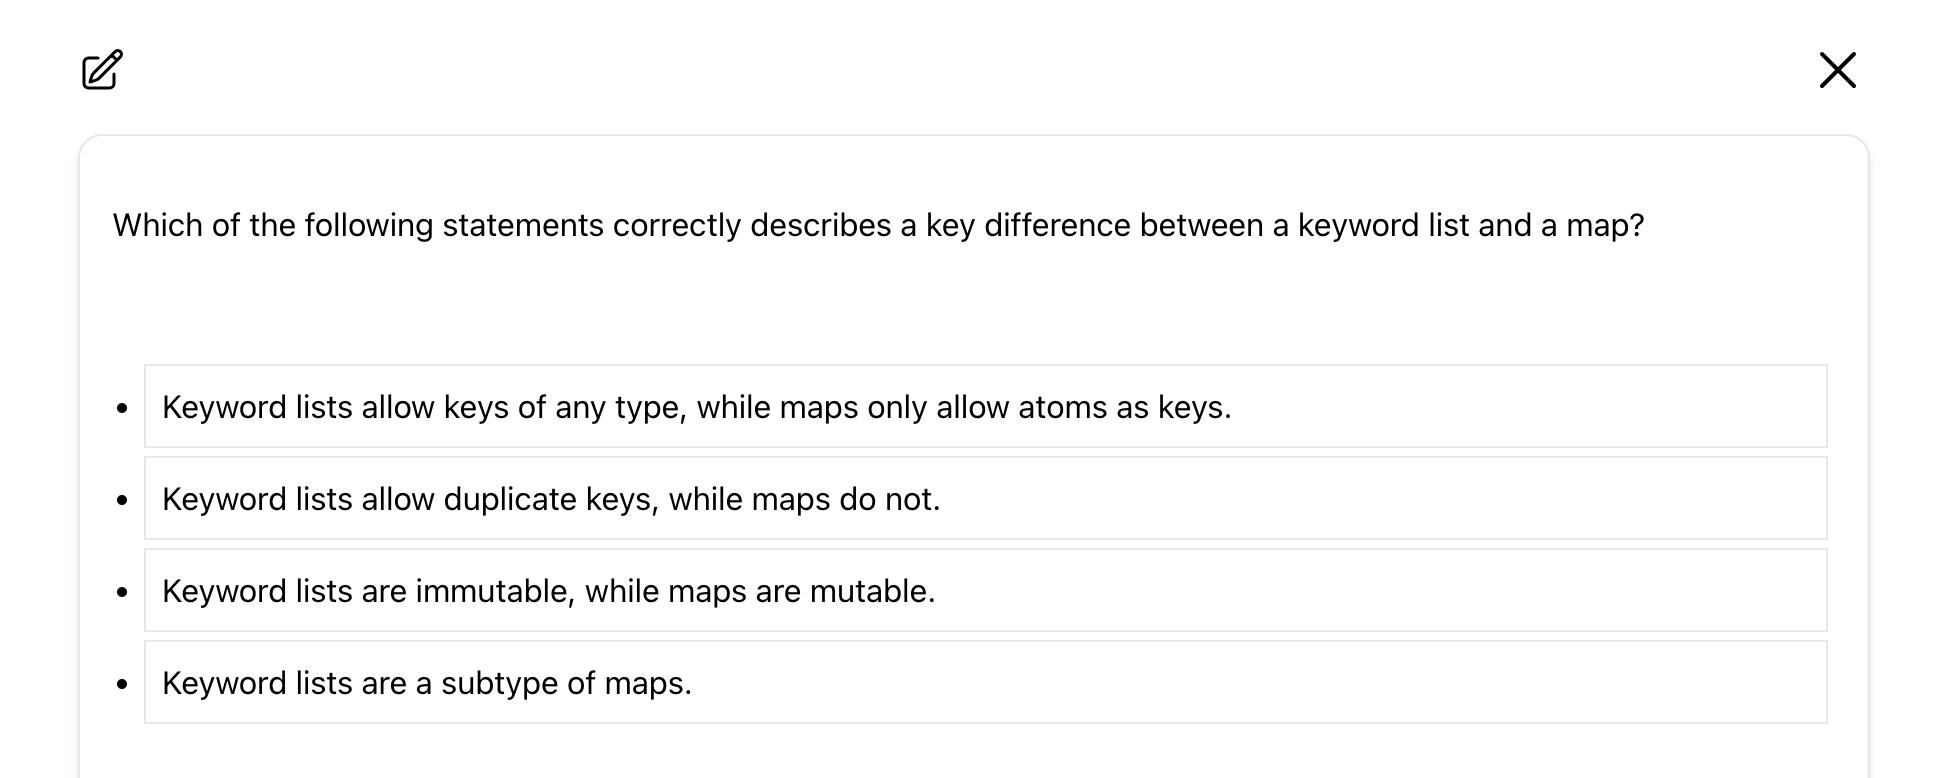 Which of the following statements correctly describes a key difference between a keyword list and a map?
Keyword lists allow keys of any type, while maps only allow atoms as keys.
Keyword lists allow duplicate keys, while maps do not.
Keyword lists are immutable, while maps are mutable.
Keyword lists are a subtype of maps.